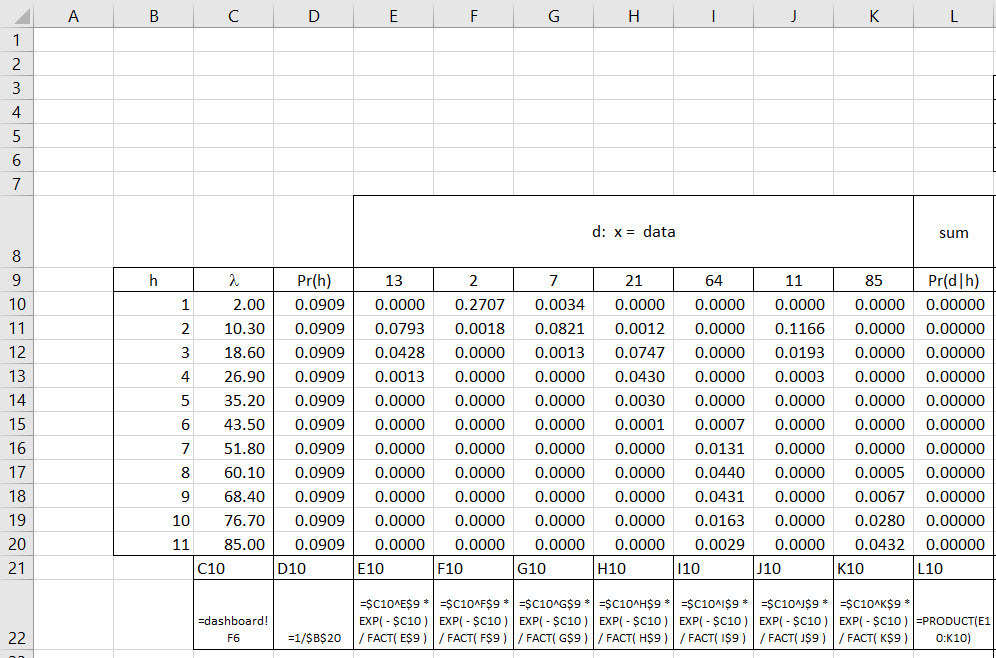 A B C D E F G H I J K L
1
2
3
4
5
6
7
8 d: x = data sum
9 h λ Pr(h) 13 2 7 21 64 11 85 Pr(d|h)
10 1 2.00 0.0909 0.0000 0.2707 0.0034 0.0000 0.0000 0.0000 0.0000 0.00000
11 2 10.30 0.0909 0.0793 0.0018 0.0821 0.0012 0.0000 0.1166 0.0000 0.00000
12 3 18.60 0.0909 0.0428 0.0000 0.0013 0.0747 0.0000 0.0193 0.0000 0.00000
13 4 26.90 0.0909 0.0013 0.0000 0.0000 0.0430 0.0000 0.0003 0.0000 0.00000
14 5 35.20 0.0909 0.0000 0.0000 0.0000 0.0030 0.0000 0.0000 0.0000 0.00000
15 6 43.50 0.0909 0.0000 0.0000 0.0000 0.0001 0.0007 0.0000 0.0000 0.00000
16 7 51.80 0.0909 0.0000 0.0000 0.0000 0.0000 0.0131 0.0000 0.0000 0.00000
17 8 60.10 0.0909 0.0000 0.0000 0.0000 0.0000 0.0440 0.0000 0.0005 0.00000
18 9 68.40 0.0909 0.0000 0.0000 0.0000 0.0000 0.0431 0.0000 0.0067 0.00000
19 10 76.70 0.0909 0.0000 0.0000 0.0000 0.0000 0.0163 0.0000 0.0280 0.00000
20 11 85.00 0.0909 0.0000 0.0000 0.0000 0.0000 0.0029 0.0000 0.0432 0.00000
21 C10 D10 E10 F10 G10 H10 I10 J10 K10 L10
=$C10^E$9 * =$C10^F$9 * =$C10^G$9 * =$C10^H$9 * =$C10^I$9 * =$C10^J$9 * =$C10^K$9 *
=dashboard! EXP( - $C10 ) EXP( - $C10 ) EXP( - $C10 ) EXP( - $C10 ) EXP( - $C10 ) EXP( - $C10 ) EXP( - $C10 ) =PRODUCT(E1
22 F6 =1/$B$20 / FACT( E$9 ) / FACT( F$9 ) / FACT( G$9 ) / FACT( H$9 ) / FACT( I$9 ) / FACT( J$9 ) / FACT( K$9 ) 0:K10)